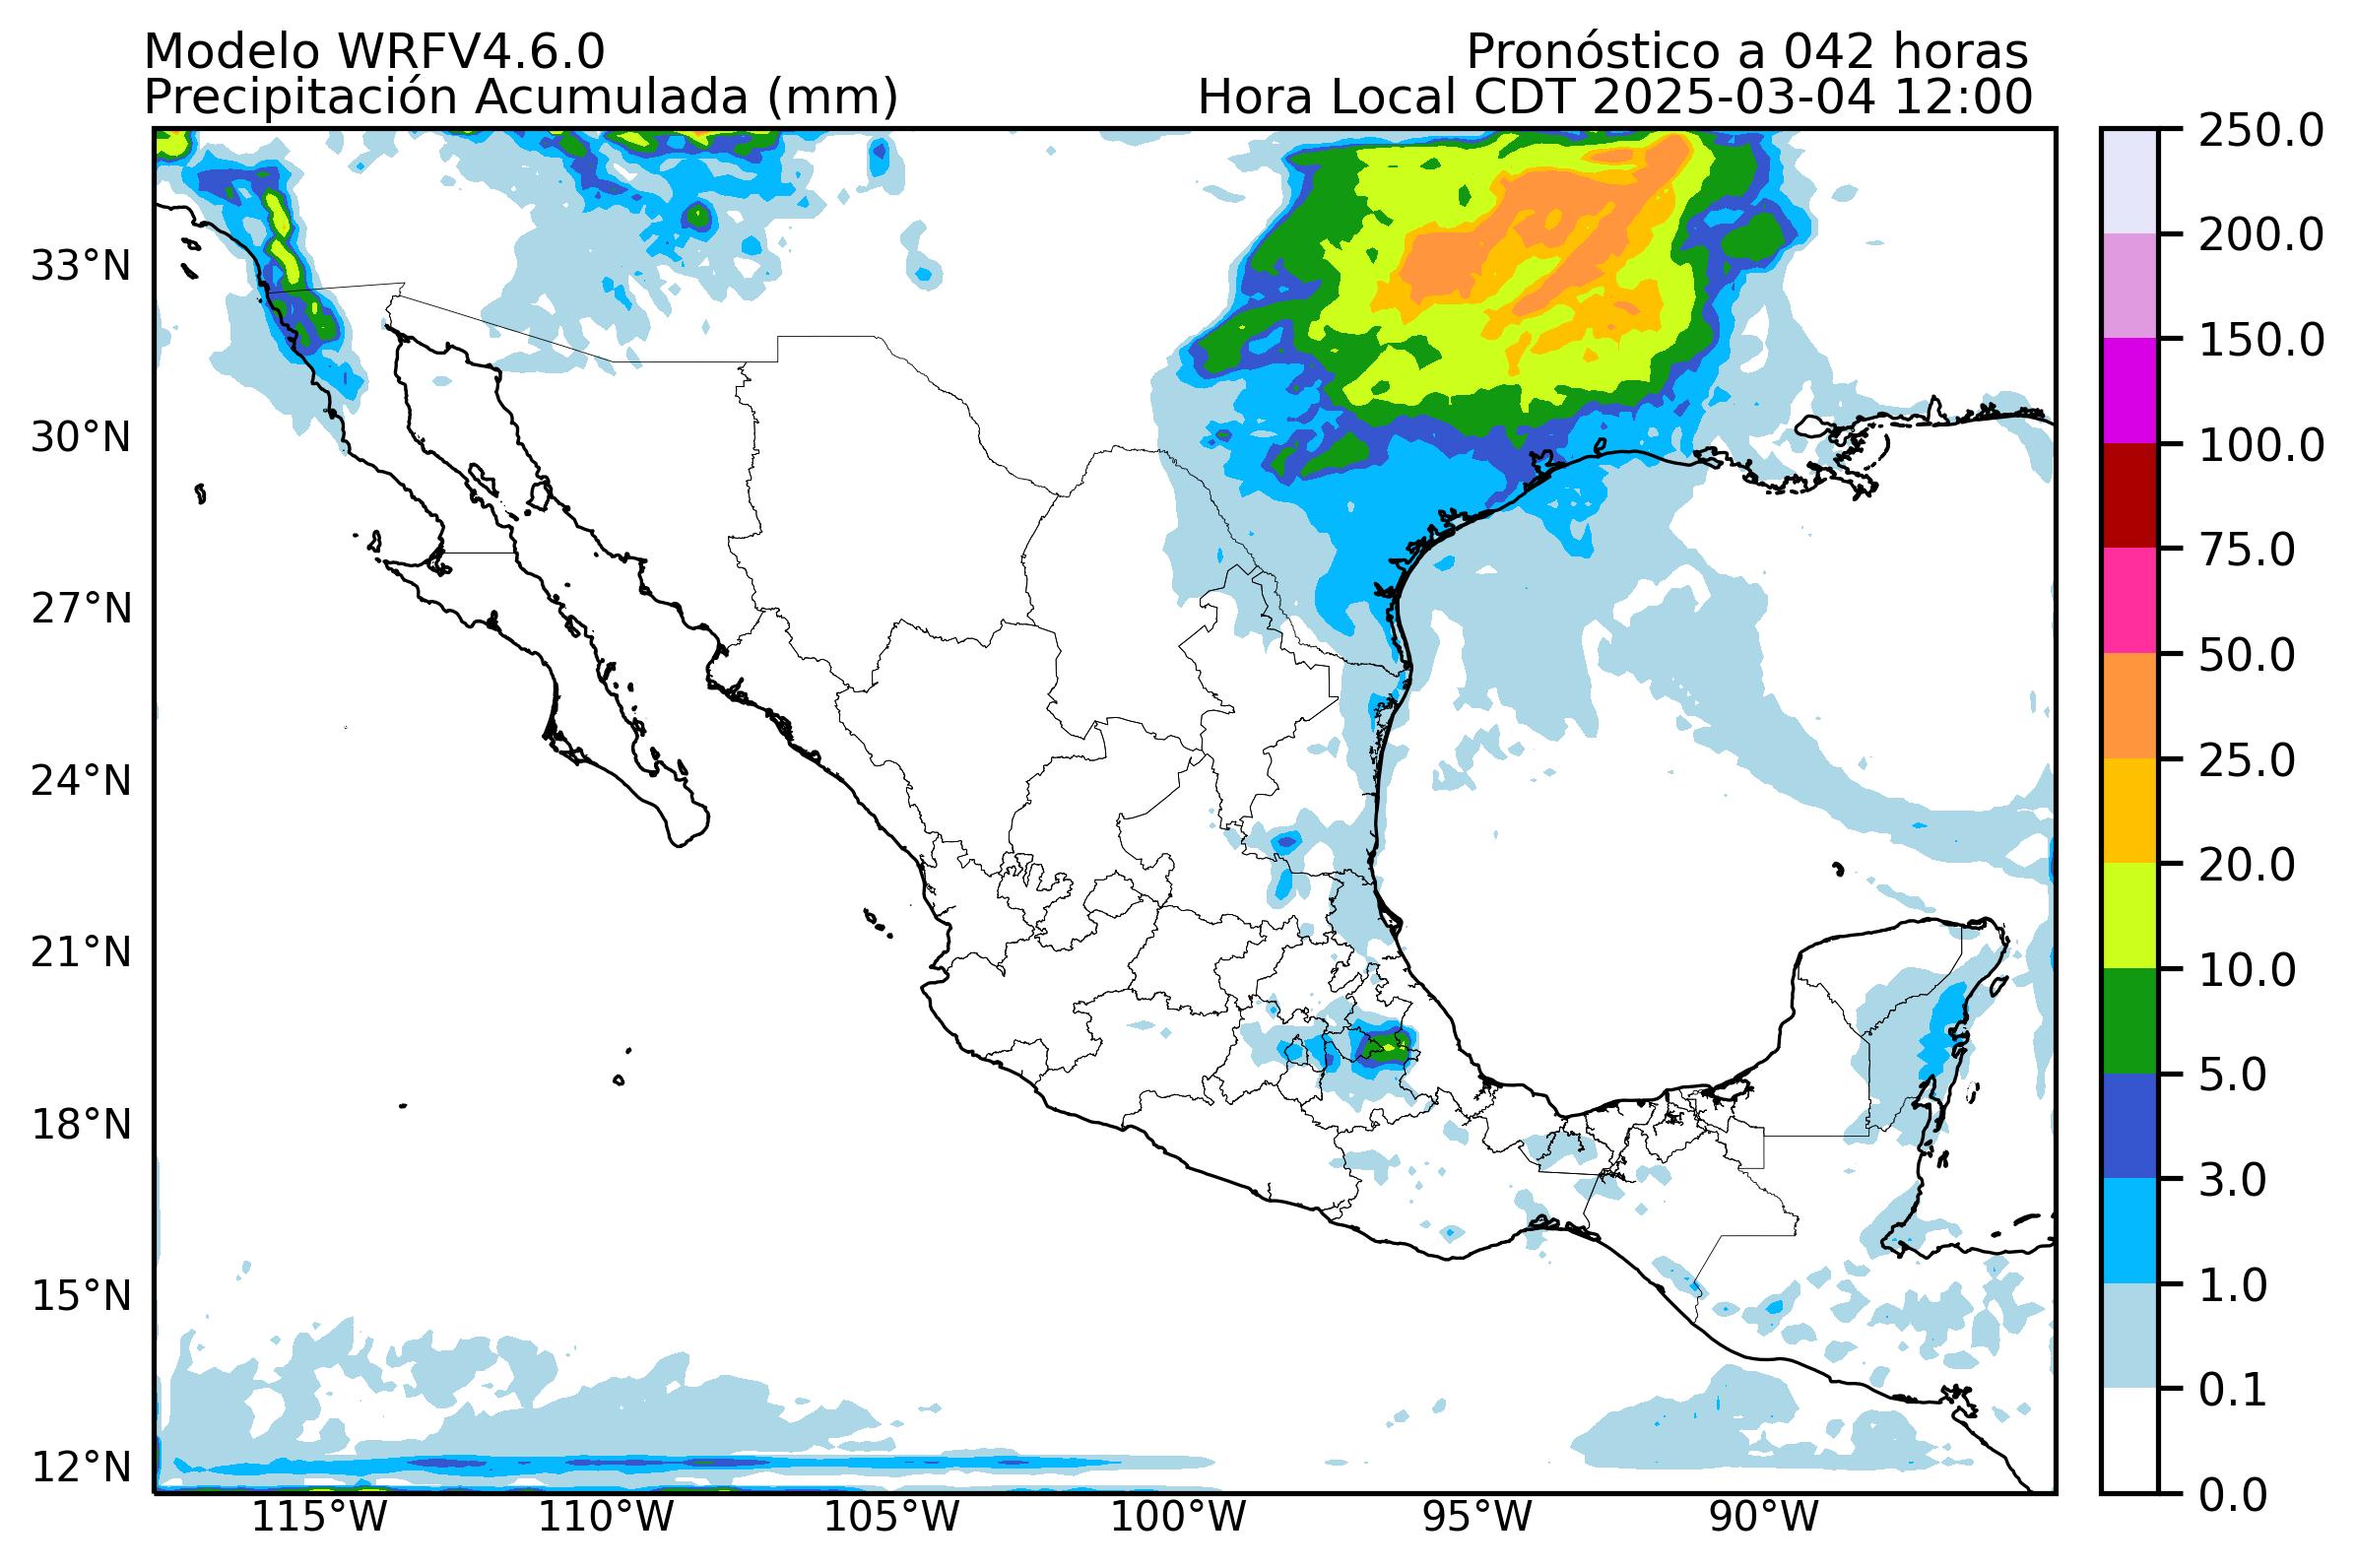 Modelo WRFV4.6.0
Pronóstico a 042 horas
Precipitación Acumulada (mm)
Hora Local CDT 2025-03-04 12:00
33°N
30°N
27°N
24°N
21°N
18°N
15°N
12°N
115°W
110°W
105°W
100°W
95°W
90°W
250.0
200.0
150.0
100.0
75.0
50.0
25.0
20.0
10.0
5.0
3.0
1.0
0.1
0.0